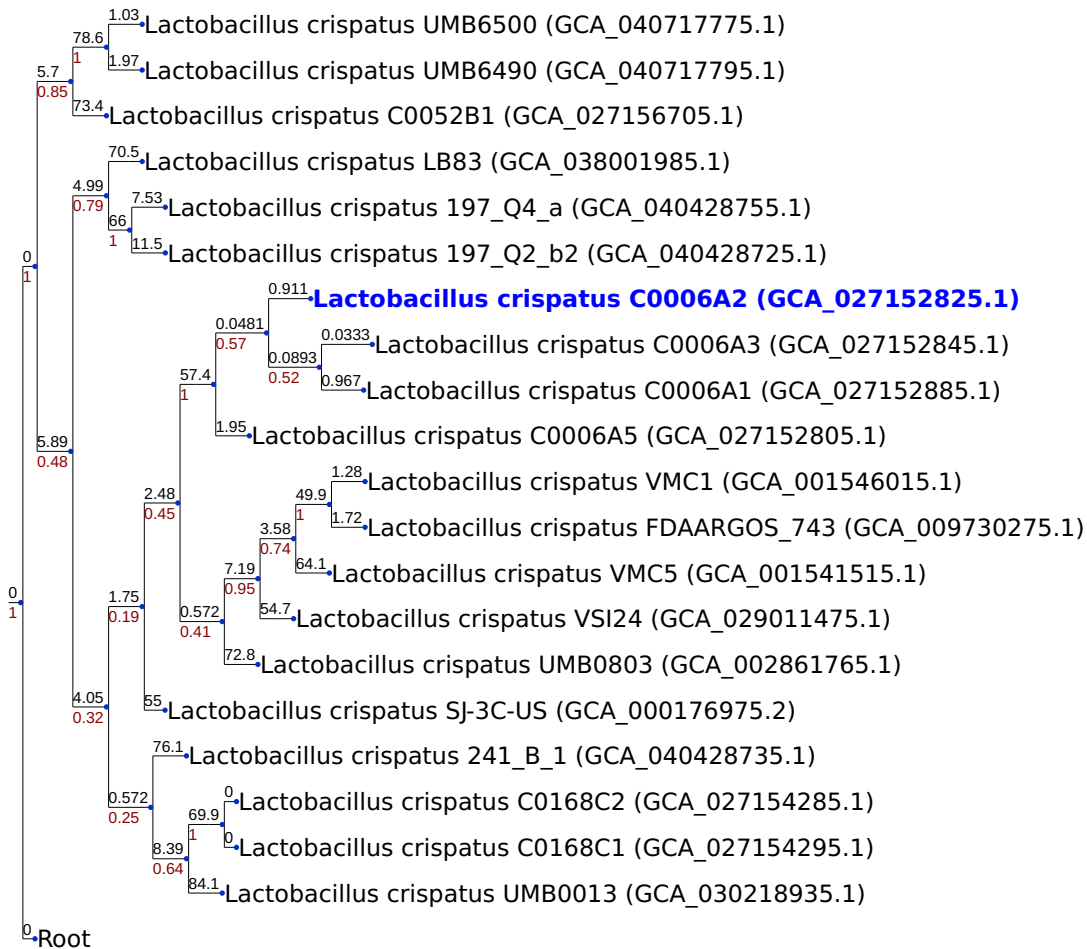 1.03 Lactobacillus crispatus UMB6500 (GCA_040717775.1)
78.6
1
1.97 Lactobacillus crispatus UMB6490 (GCA_040717795.1)
5.7
0.85
73.4 Lactobacillus crispatus C0052B1 (GCA_027156705.1)
70.5 Lactobacillus crispatus LB83 (GCA_038001985.1)
4.99
0.79
7.53 Lactobacillus crispatus 197_Q4_a (GCA_040428755.1)
66
1
11.5 Lactobacillus crispatus 197_Q2_b2 (GCA_040428725.1)
0
1
0.911 Lactobacillus crispatus C0006A2 (GCA_027152825.1)
0.0481
0.57
0.0333 Lactobacillus crispatus C0006A3 (GCA_027152845.1)
0.0893
0.52
0.967 Lactobacillus crispatus C0006A1 (GCA_027152885.1)
57.4
1
1.95 Lactobacillus crispatus C0006A5 (GCA_027152805.1)
5.89
0.48
1.28 Lactobacillus crispatus VMC1 (GCA_001546015.1)
49.9
1
2.48
0.45
1.72 Lactobacillus crispatus FDAARGOS_743 (GCA_009730275.1)
3.58
0.74
64.1 Lactobacillus crispatus VMC5 (GCA_001541515.1)
7.19
0.95
0
1
1.75
0.19
54.7 Lactobacillus crispatus VSI24 (GCA_029011475.1)
0.572
0.41
72.8 Lactobacillus crispatus UMB0803 (GCA_002861765.1)
4.05
0.32
55 Lactobacillus crispatus SJ-3C-US (GCA_000176975.2)
76.1 Lactobacillus crispatus 241_B_1 (GCA_040428735.1)
0.572
0.25
0 Lactobacillus crispatus C0168C2 (GCA_027154285.1)
69.9
1
0 Lactobacillus crispatus C0168C1 (GCA_027154295.1)
8.39
0.64
84.1 Lactobacillus crispatus UMB0013 (GCA_030218935.1)
0 Root